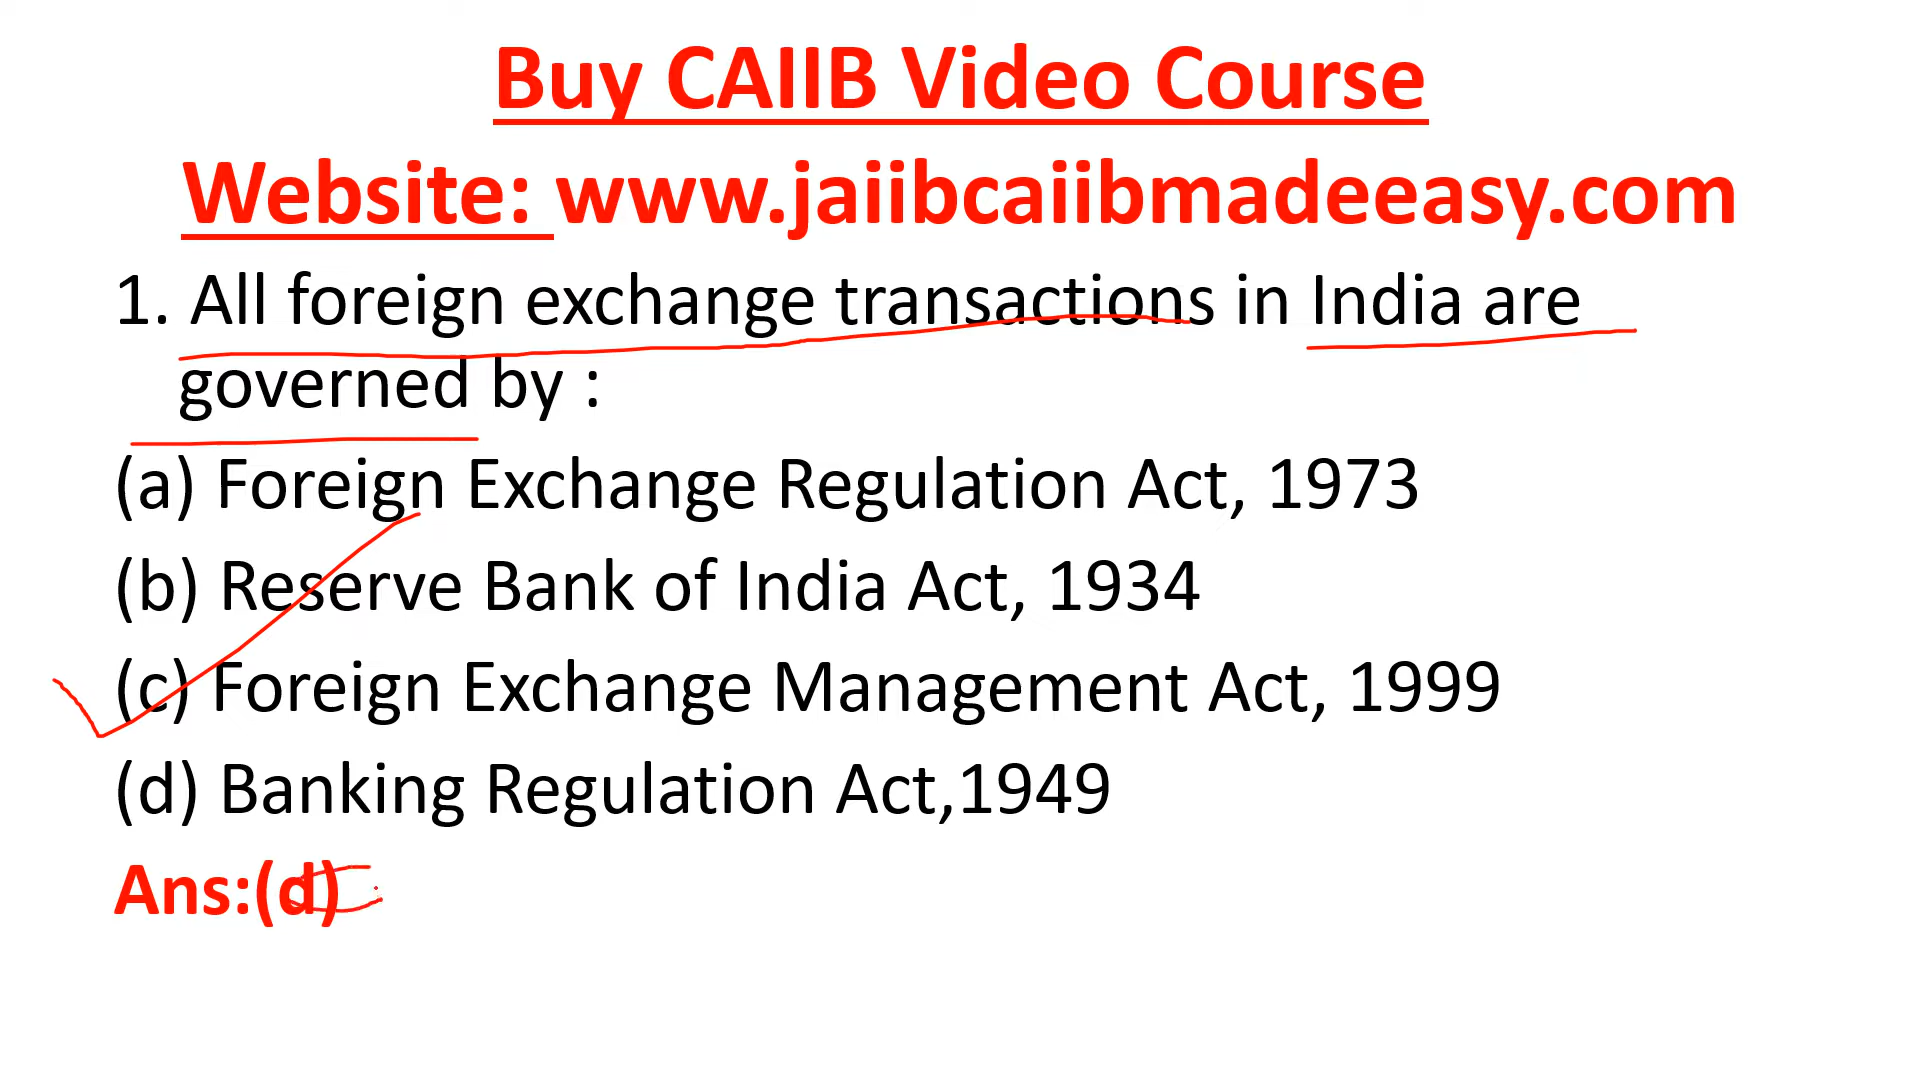 Buy CAIIB Video Course
Website: www.jaiibcaiibmadeeasy.com
1. All foreign exchange transactions in India are
governed by :
(a) Foreign Exchange Regulation Act, 1973
(b) Reserve Bank of India Act, 1934
(c) Foreign Exchange Management Act, 1999
(d) Banking Regulation Act,1949
Ans:(d)